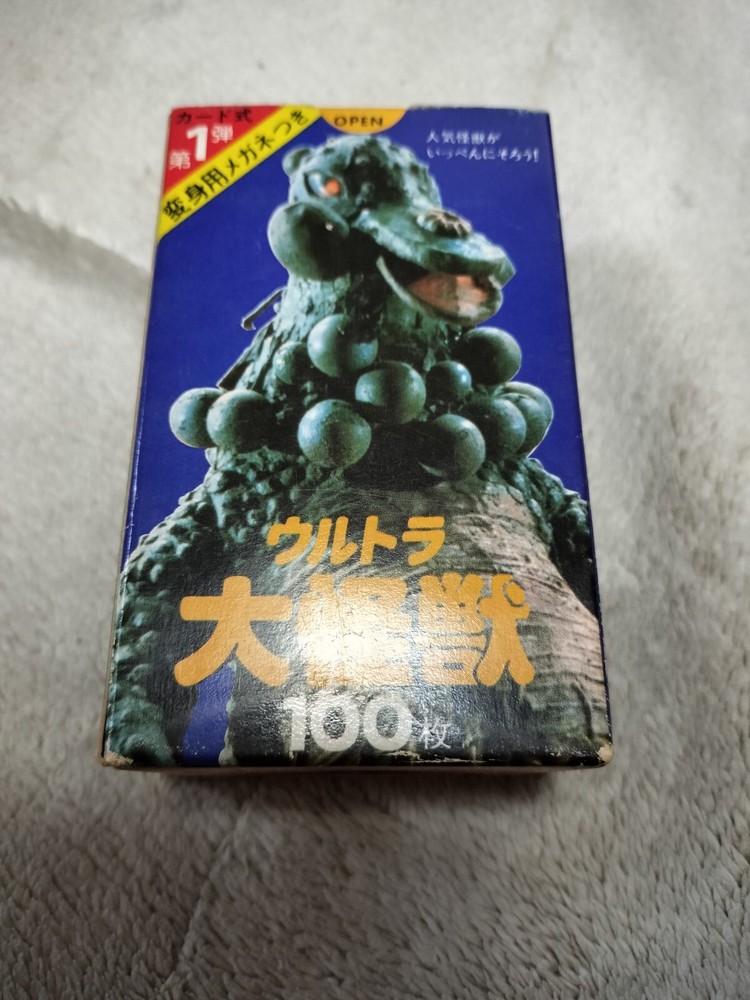 カード式
第1弾
変身用メガネつき
OPEN
人気怪獣が
いっぺんにそろう!
ウルトラ
大怪獣
100枚